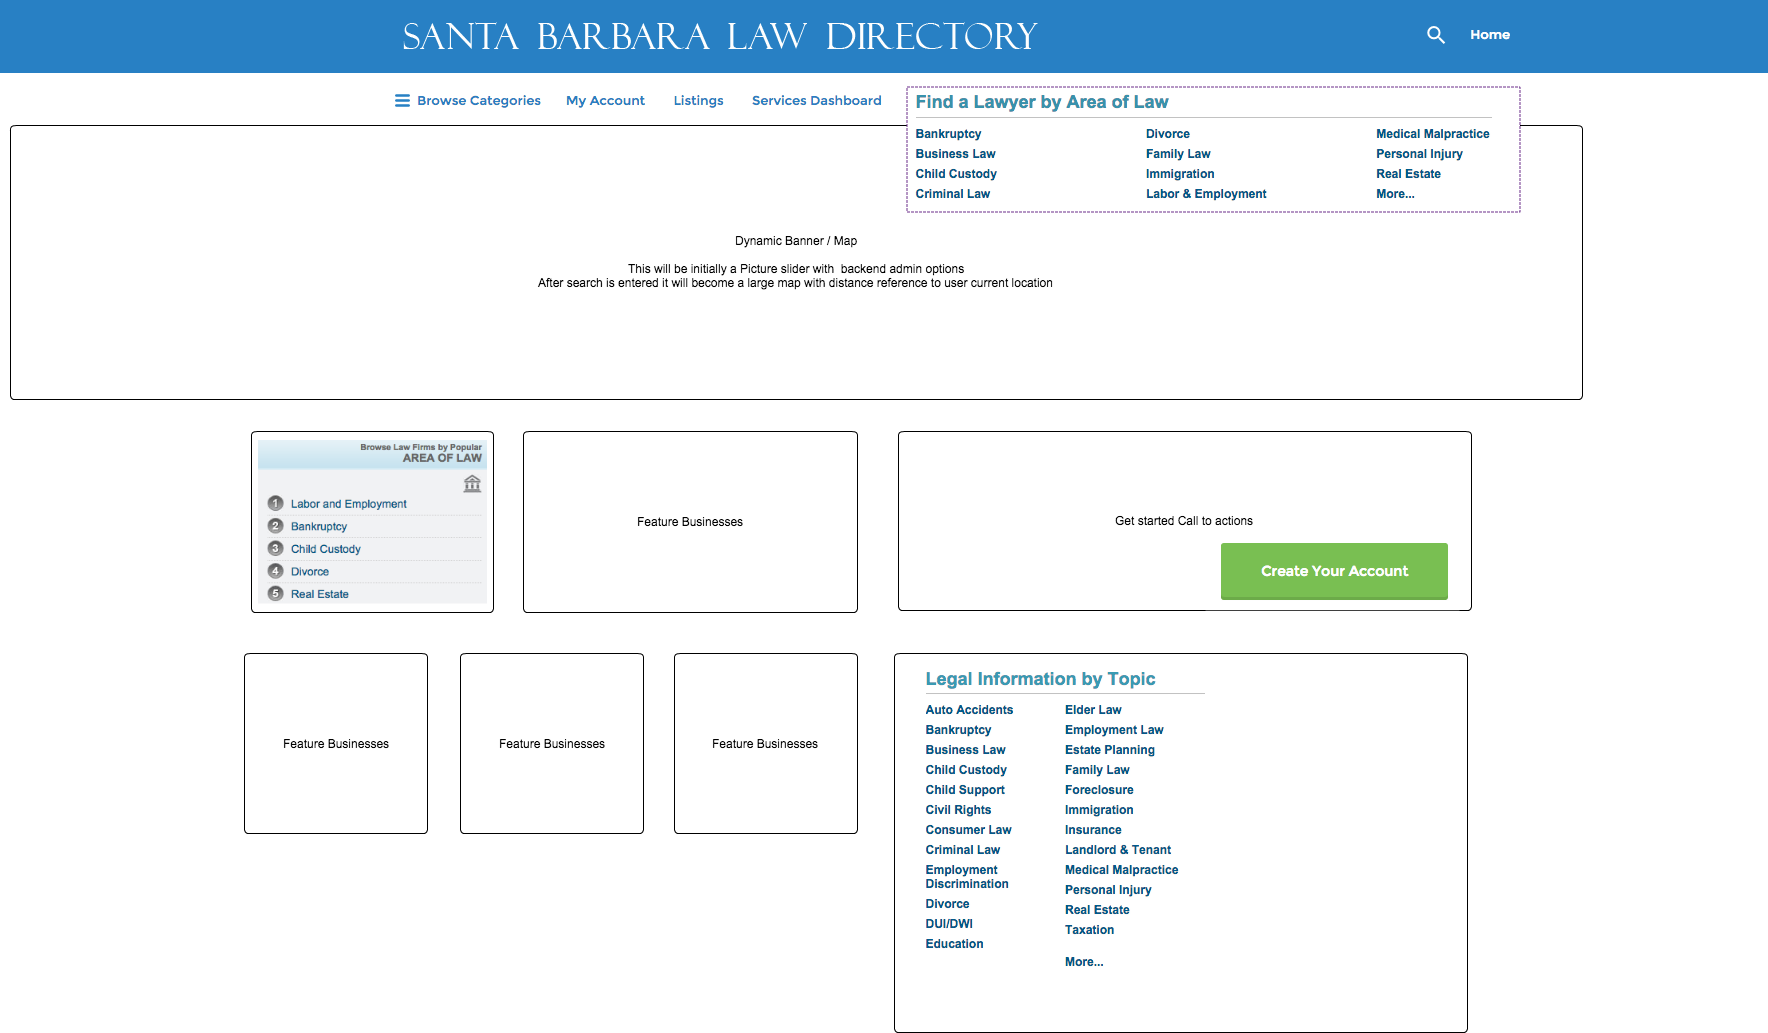 SANTA BARBARA LAW DIRECTORY
Home
Browse Categories My Account Listings Services Dashboard
Find a Lawyer by Area of Law
Bankruptcy Divorce Medical Malpractice
Business Law Family Law Personal Injury
Child Custody Immigration Real Estate
Criminal Law Labor & Employment More...
Dynamic Banner / Map
This will be initially a Picture slider with backend admin options
After search is entered it will become a large map with distance reference to user current location
Browse Law Firms by Popular
AREA OF LAW
1 Labor and Employment
2 Bankruptcy
3 Child Custody
4 Divorce
5 Real Estate
Feature Businesses
Get started Call to actions
Create Your Account
Feature Businesses
Feature Businesses
Feature Businesses
Legal Information by Topic
Auto Accidents
Bankruptcy
Business Law
Child Custody
Child Support
Civil Rights
Consumer Law
Criminal Law
Employment
Discrimination
Divorce
DUI/DWI
Education
Elder Law
Employment Law
Estate Planning
Family Law
Foreclosure
Immigration
Insurance
Landlord & Tenant
Medical Malpractice
Personal Injury
Real Estate
Taxation
More...